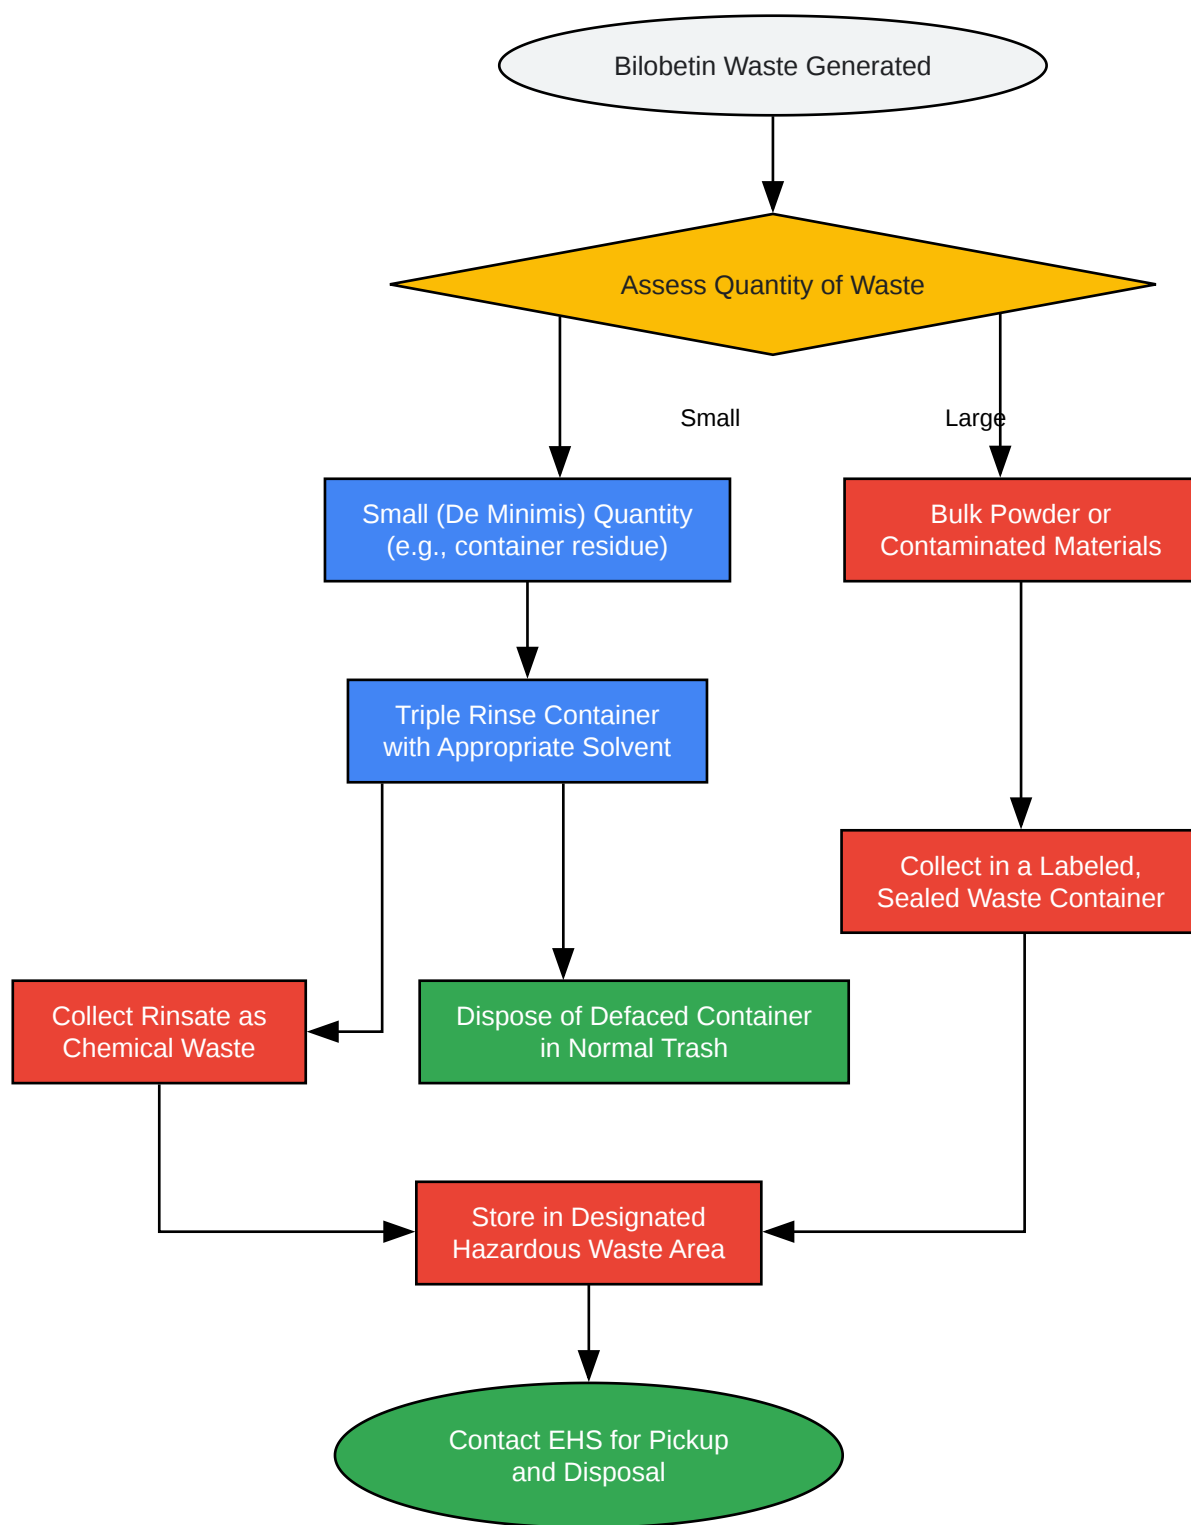 Bilobetin Waste Generated
Assess Quantity of Waste
Small
Large
Small (De Minimis) Quantity
(e.g., container residue)
Bulk Powder or
Contaminated Materials
Triple Rinse Container
with Appropriate Solvent
Collect in a Labeled,
Sealed Waste Container
Collect Rinsate as
Chemical Waste
Dispose of Defaced Container
in Normal Trash
Store in Designated
Hazardous Waste Area
Contact EHS for Pickup
and Disposal